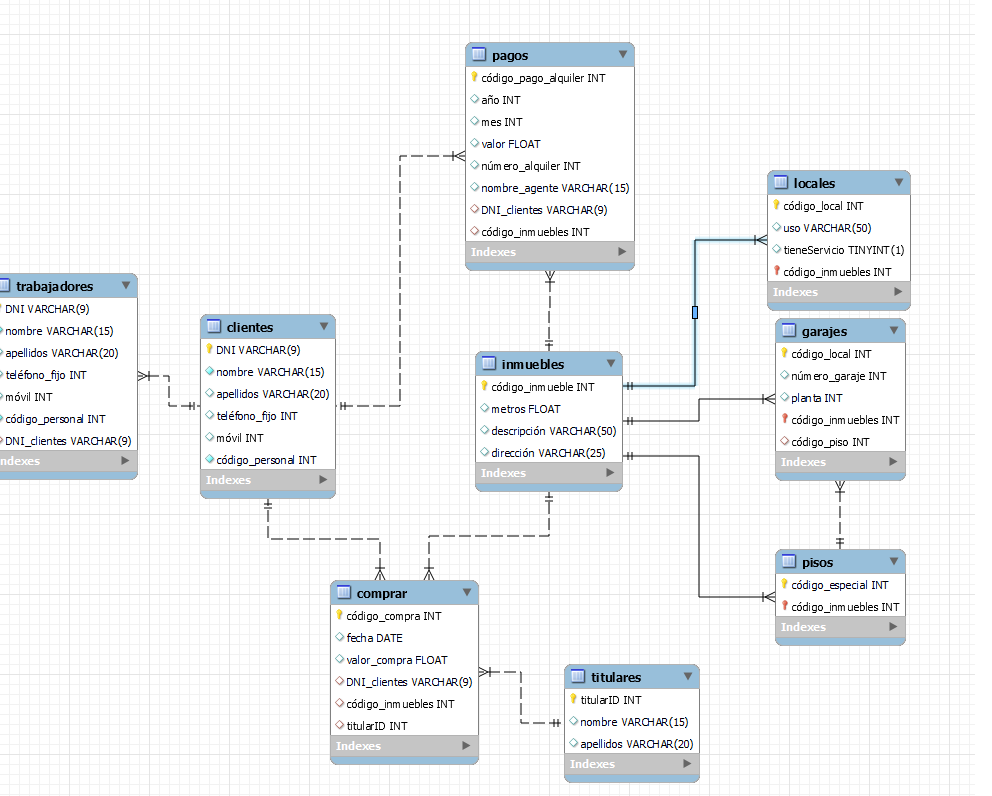 pagos
código_pago_alquiler INT
año INT
mes INT
valor FLOAT
número_alquiler INT
nombre_agente VARCHAR(15)
DNI_clientes VARCHAR(9)
código_inmuebles INT
Indexes
locales
código_local INT
uso VARCHAR(50)
tieneServicio TINYINT(1)
código_inmuebles INT
Indexes
trabajadores
DNI VARCHAR(9)
nombre VARCHAR(15)
apellidos VARCHAR(20)
teléfono_fijo INT
móvil INT
código_personal INT
DNI_clientes VARCHAR(9)
Indexes
clientes
DNI VARCHAR(9)
nombre VARCHAR(15)
apellidos VARCHAR(20)
teléfono_fijo INT
móvil INT
código_personal INT
Indexes
inmuebles
código_inmueble INT
metros FLOAT
descripción VARCHAR(50)
dirección VARCHAR(25)
Indexes
garajes
código_local INT
número_garaje INT
planta INT
código_inmuebles INT
código_piso INT
Indexes
pisos
código_especial INT
código_inmuebles INT
Indexes
comprar
código_compra INT
fecha DATE
valor_compra FLOAT
DNI_clientes VARCHAR(9)
código_inmuebles INT
titularID INT
Indexes
titulares
titularID INT
nombre VARCHAR(15)
apellidos VARCHAR(20)
Indexes